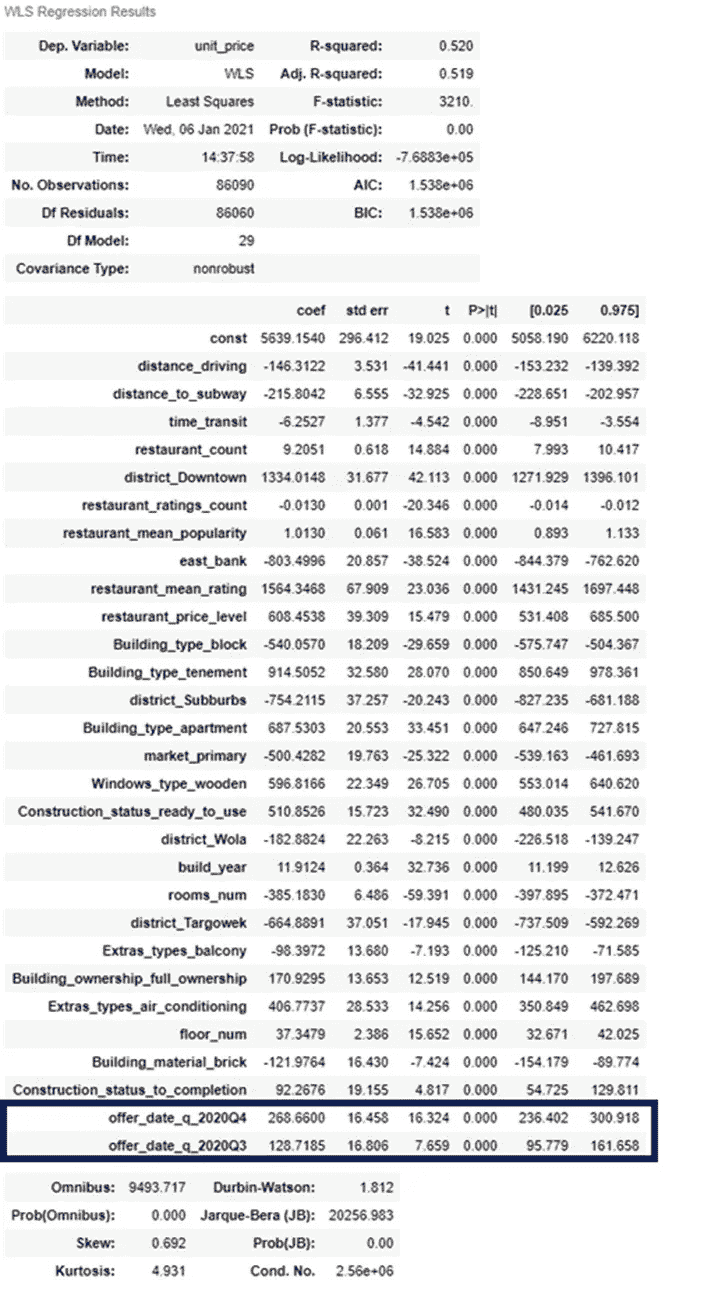 WLS Regression Results
Dep. Variable: unit_price R-squared: 0.520
Model: WLS Adj. R-squared: 0.519
Method: Least Squares F-statistic: 3210.
Date: Wed, 06 Jan 2021 Prob (F-statistic): 0.00
Time: 14:37:58 Log-Likelihood: -7.6883e+05
No. Observations: 86090 AIC: 1.538e+06
Df Residuals: 86060 BIC: 1.538e+06
Df Model: 29
Covariance Type: nonrobust
coef std err t P>|t| [0.025 0.975]
const 5639.1540 296.412 19.025 0.000 5058.190 6220.118
distance_driving -146.3122 3.531 -41.441 0.000 -153.232 -139.392
distance_to_subway -215.8042 6.555 -32.925 0.000 -228.651 -202.957
time_transit -6.2527 1.377 -4.542 0.000 -8.951 -3.554
restaurant_count 9.2051 0.618 14.884 0.000 7.993 10.417
district_Downtown 1334.0148 31.677 42.113 0.000 1271.929 1396.101
restaurant_ratings_count -0.0130 0.001 -20.346 0.000 -0.014 -0.012
restaurant_mean_popularity 1.0130 0.061 16.583 0.000 0.893 1.133
east_bank -803.4996 20.857 -38.524 0.000 -844.379 -762.620
restaurant_mean_rating 1564.3468 67.909 23.036 0.000 1431.245 1697.448
restaurant_price_level 608.4538 39.309 15.479 0.000 531.408 685.500
Building_type_block -540.0570 18.209 -29.659 0.000 -575.747 -504.367
Building_type_tenement 914.5052 32.580 28.070 0.000 850.649 978.361
district_Subburbs -754.2115 37.257 -20.243 0.000 -827.235 -681.188
Building_type_apartment 687.5303 20.553 33.451 0.000 647.246 727.815
market_primary -500.4282 19.763 -25.322 0.000 -539.163 -461.693
Windows_type_wooden 596.8166 22.349 26.705 0.000 553.014 640.620
Construction_status_ready_to_use 510.8526 15.723 32.490 0.000 480.035 541.670
district_Wola -182.8824 22.263 -8.215 0.000 -226.518 -139.247
build_year 11.9124 0.364 32.736 0.000 11.199 12.626
rooms_num -385.1830 6.486 -59.391 0.000 -397.895 -372.471
district_Targowek -664.8891 37.051 -17.945 0.000 -737.509 -592.269
Extras_types_balcony -98.3972 13.680 -7.193 0.000 -125.210 -71.585
Building_ownership_full_ownership 170.9295 13.653 12.519 0.000 144.170 197.689
Extras_types_air_conditioning 406.7737 28.533 14.256 0.000 350.849 462.698
floor_num 37.3479 2.386 15.652 0.000 32.671 42.025
Building_material_brick -121.9764 16.430 -7.424 0.000 -154.179 -89.774
Construction_status_to_completion 92.2676 19.155 4.817 0.000 54.725 129.811
offer_date_q_2020Q4 268.6600 16.458 16.324 0.000 236.402 300.918
offer_date_q_2020Q3 128.7185 16.806 7.659 0.000 95.779 161.658
Omnibus: 9493.717 Durbin-Watson: 1.812
Prob(Omnibus): 0.000 Jarque-Bera (JB): 20256.983
Skew: 0.692 Prob(JB): 0.00
Kurtosis: 4.931 Cond. No. 2.56e+06